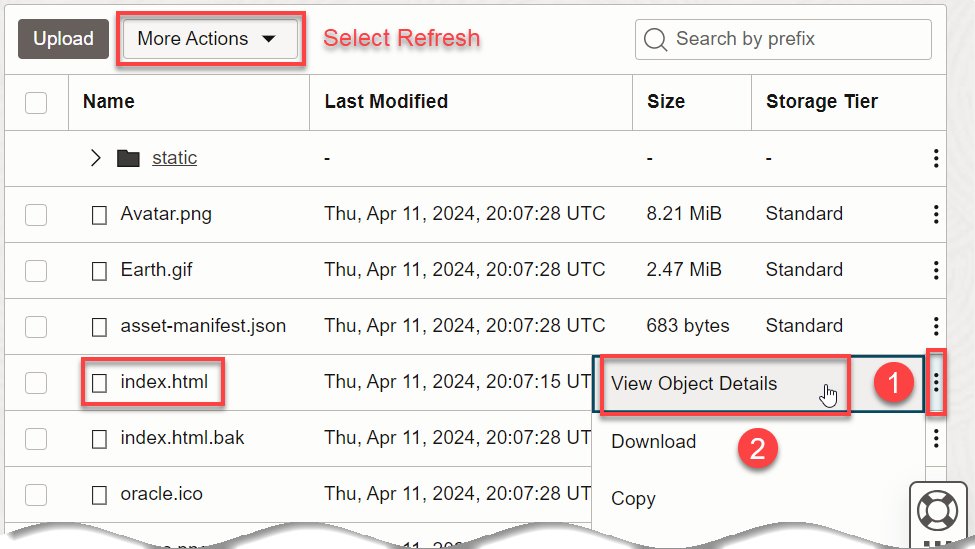 Upload More Actions Select Refresh Search by prefix
Name Last Modified Size Storage Tier
static - - -
Avatar.png Thu, Apr 11, 2024, 20:07:28 UTC 8.21 MiB Standard
Earth.gif Thu, Apr 11, 2024, 20:07:28 UTC 2.47 MiB Standard
asset-manifest.json Thu, Apr 11, 2024, 20:07:28 UTC 683 bytes Standard
index.html Thu, Apr 11, 2024, 20:07:15 UT View Object Details 1
index.html.bak Thu, Apr 11, 2024, 20:07:28 UT Download 2
oracle.ico Thu, Apr 11, 2024, 20:07:28 UT Copy